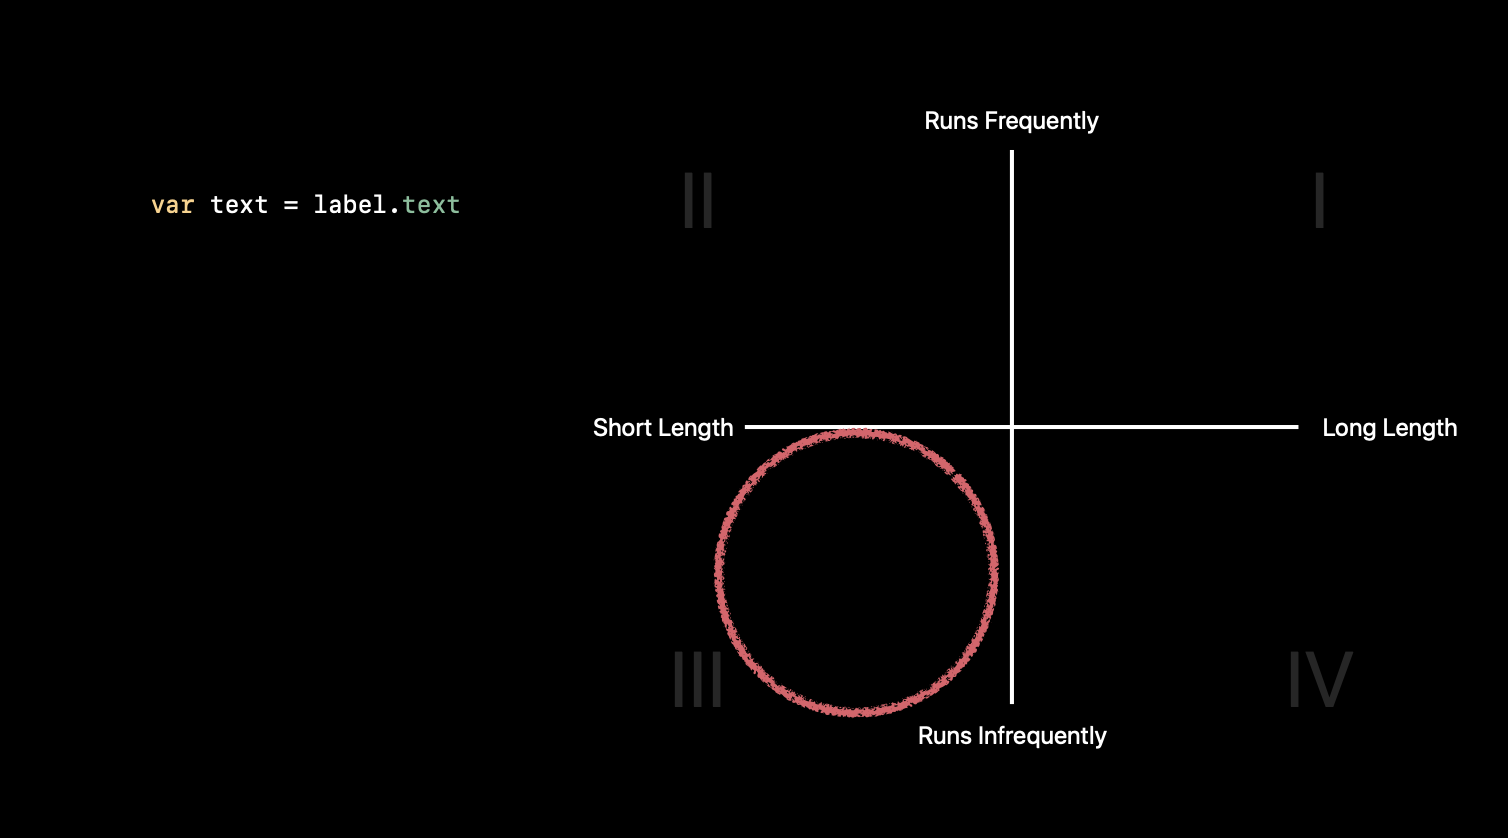 Runs Frequently
II
I
var text = label.text
Short Length
Long Length
III
IV
Runs Infrequently